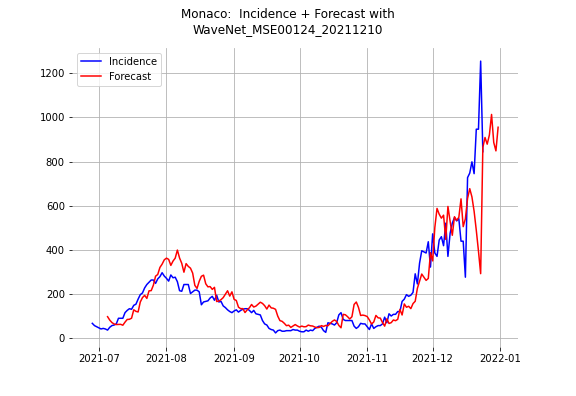 Monaco:  Incidence + Forecast with
WaveNet_MSE00124_20211210
Incidence
Forecast
1200
1000
800
600
400
200
0
2021-07 2021-08 2021-09 2021-10 2021-11 2021-12 2022-01